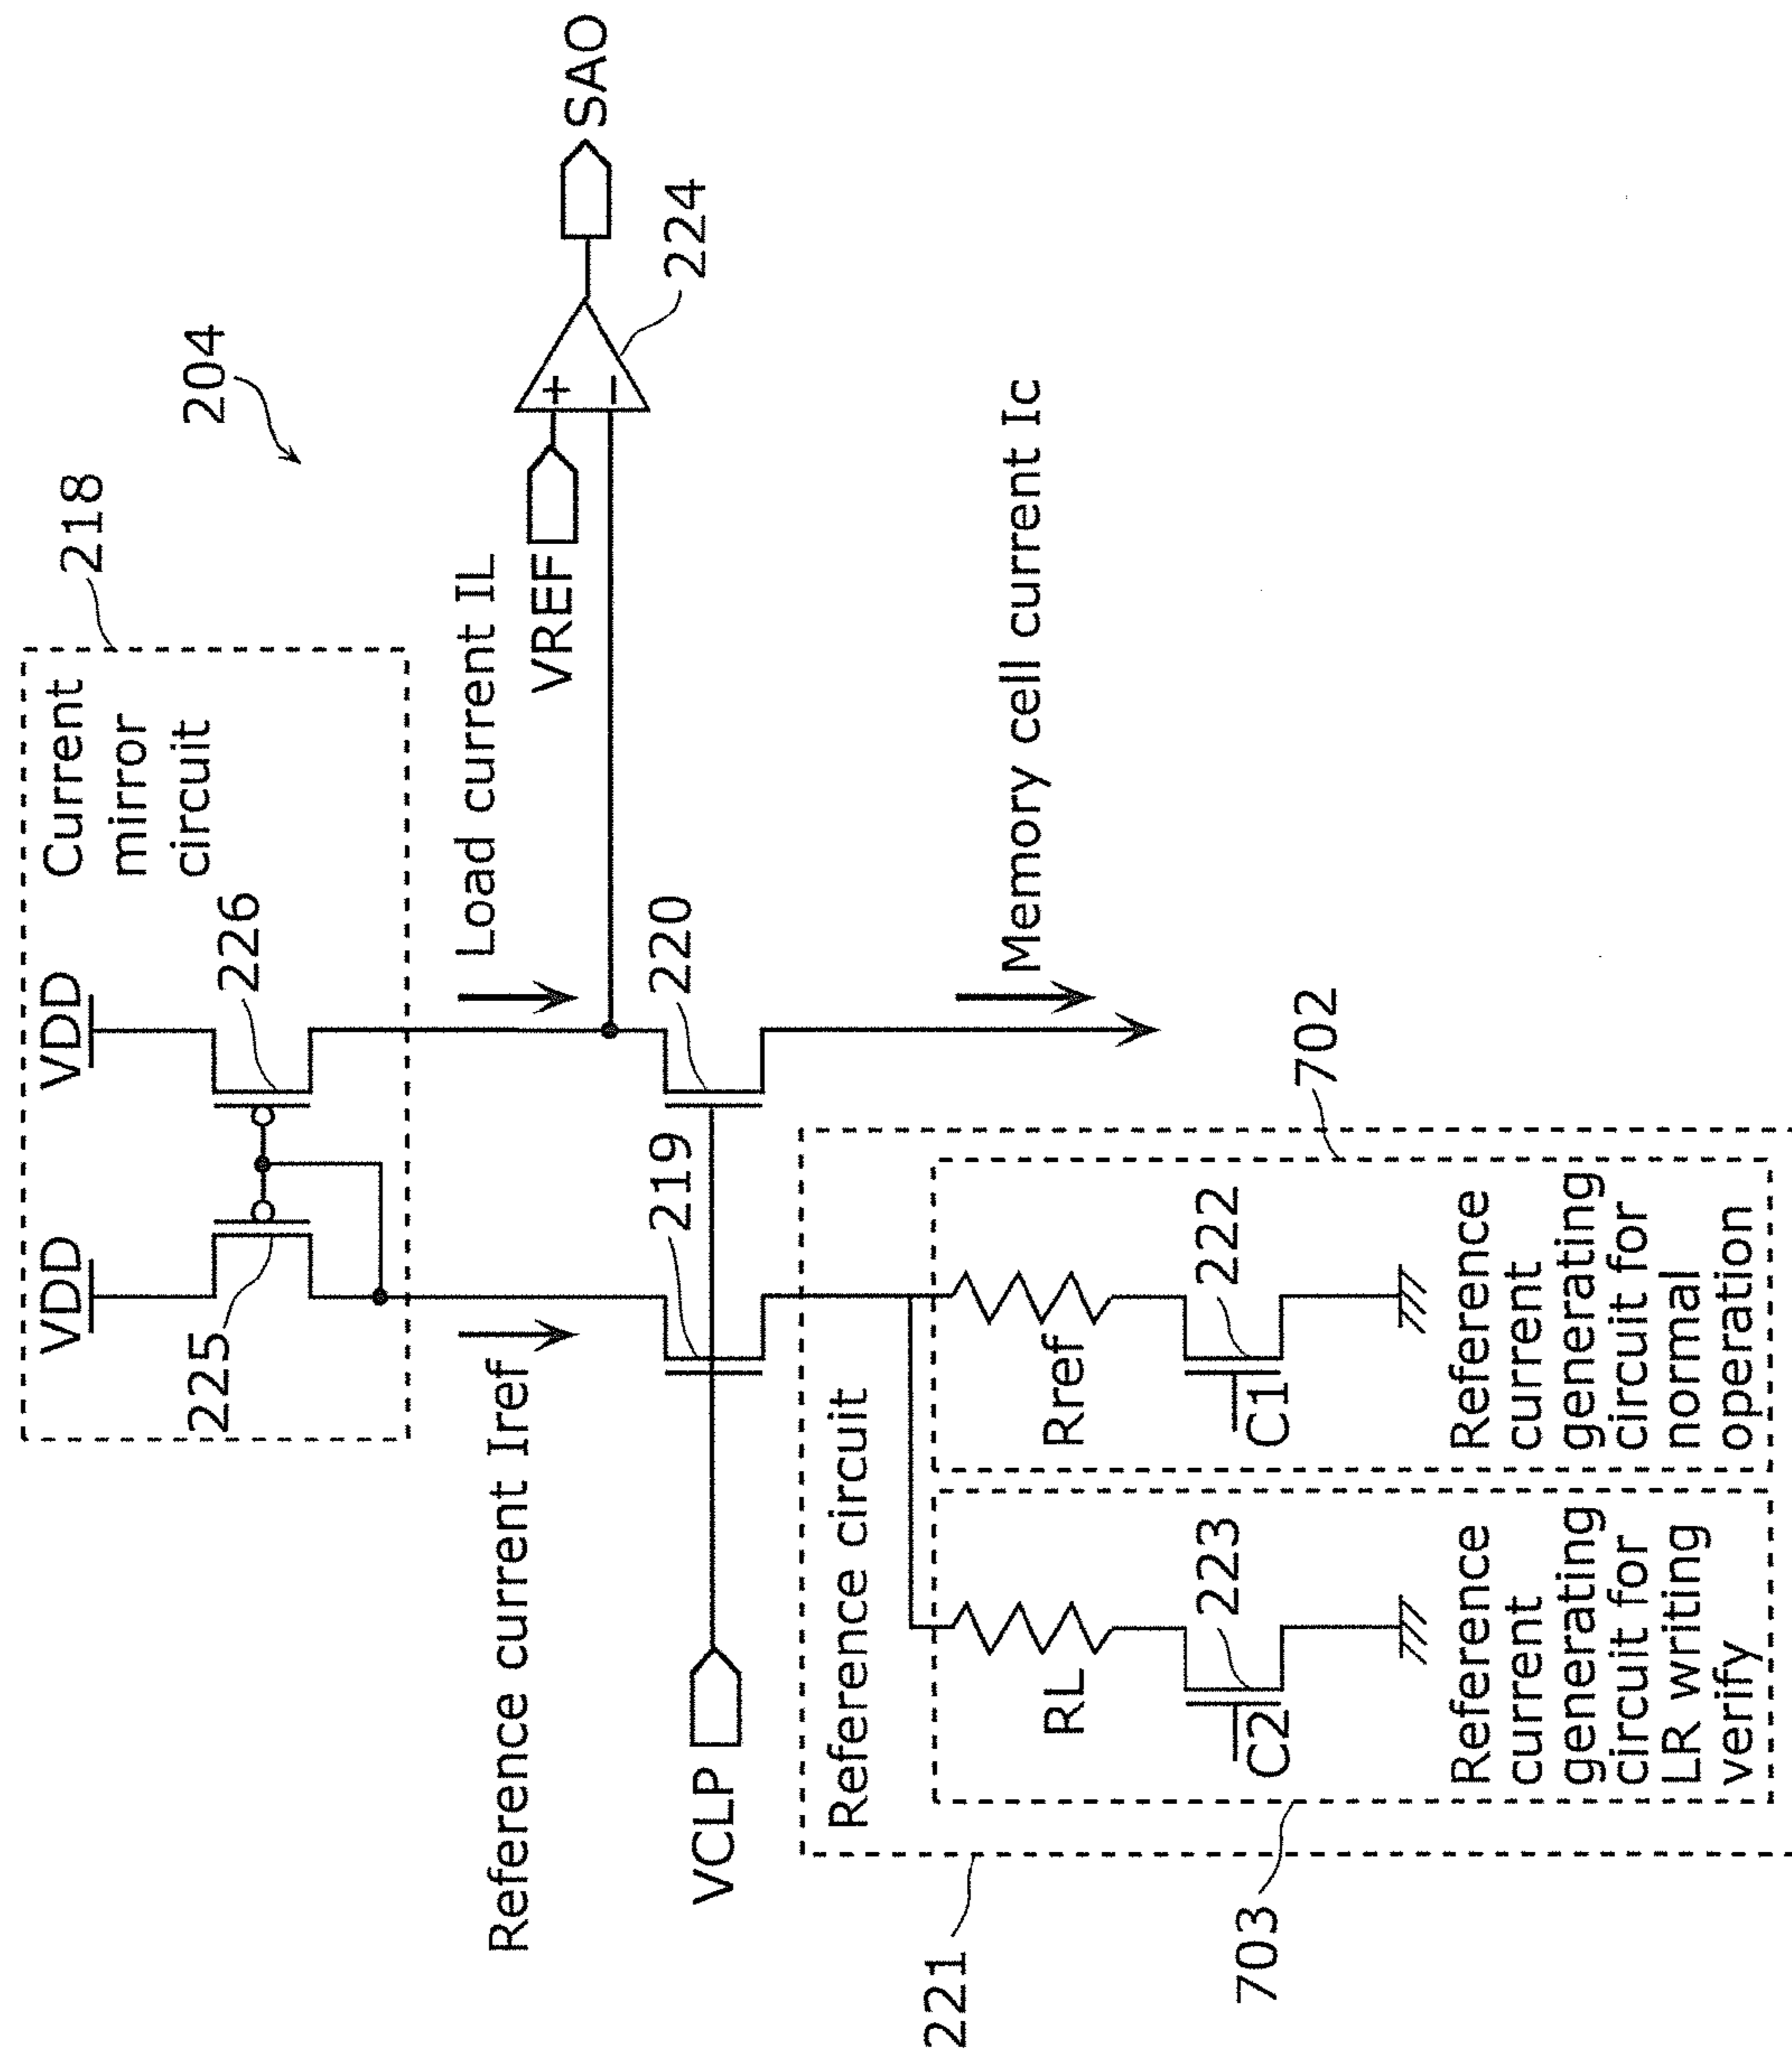 204
218
Current
mirror
circuit
VDD
VDD
225
226
Reference current Iref
Load current IL
VREF
+
−
SAO
224
219
220
VCLP
Memory cell current Ic
Reference circuit
221
702
703
RL
Rref
C2
C1
223
222
Reference
current
generating
circuit for
LR writing
verify
Reference
current
generating
circuit for
normal
operation